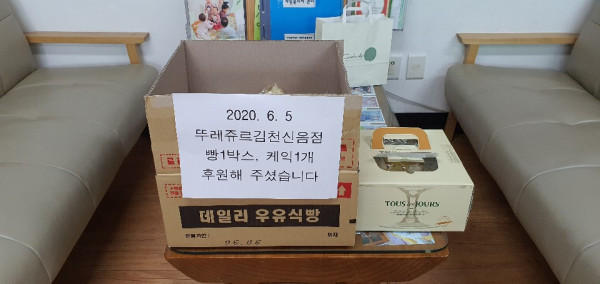 2020. 6. 5
뚜레쥬르김천신음점
빵1박스, 케익1개
후원해 주셨습니다
데일리 우유식빵
06.06
TOUS les JOURS